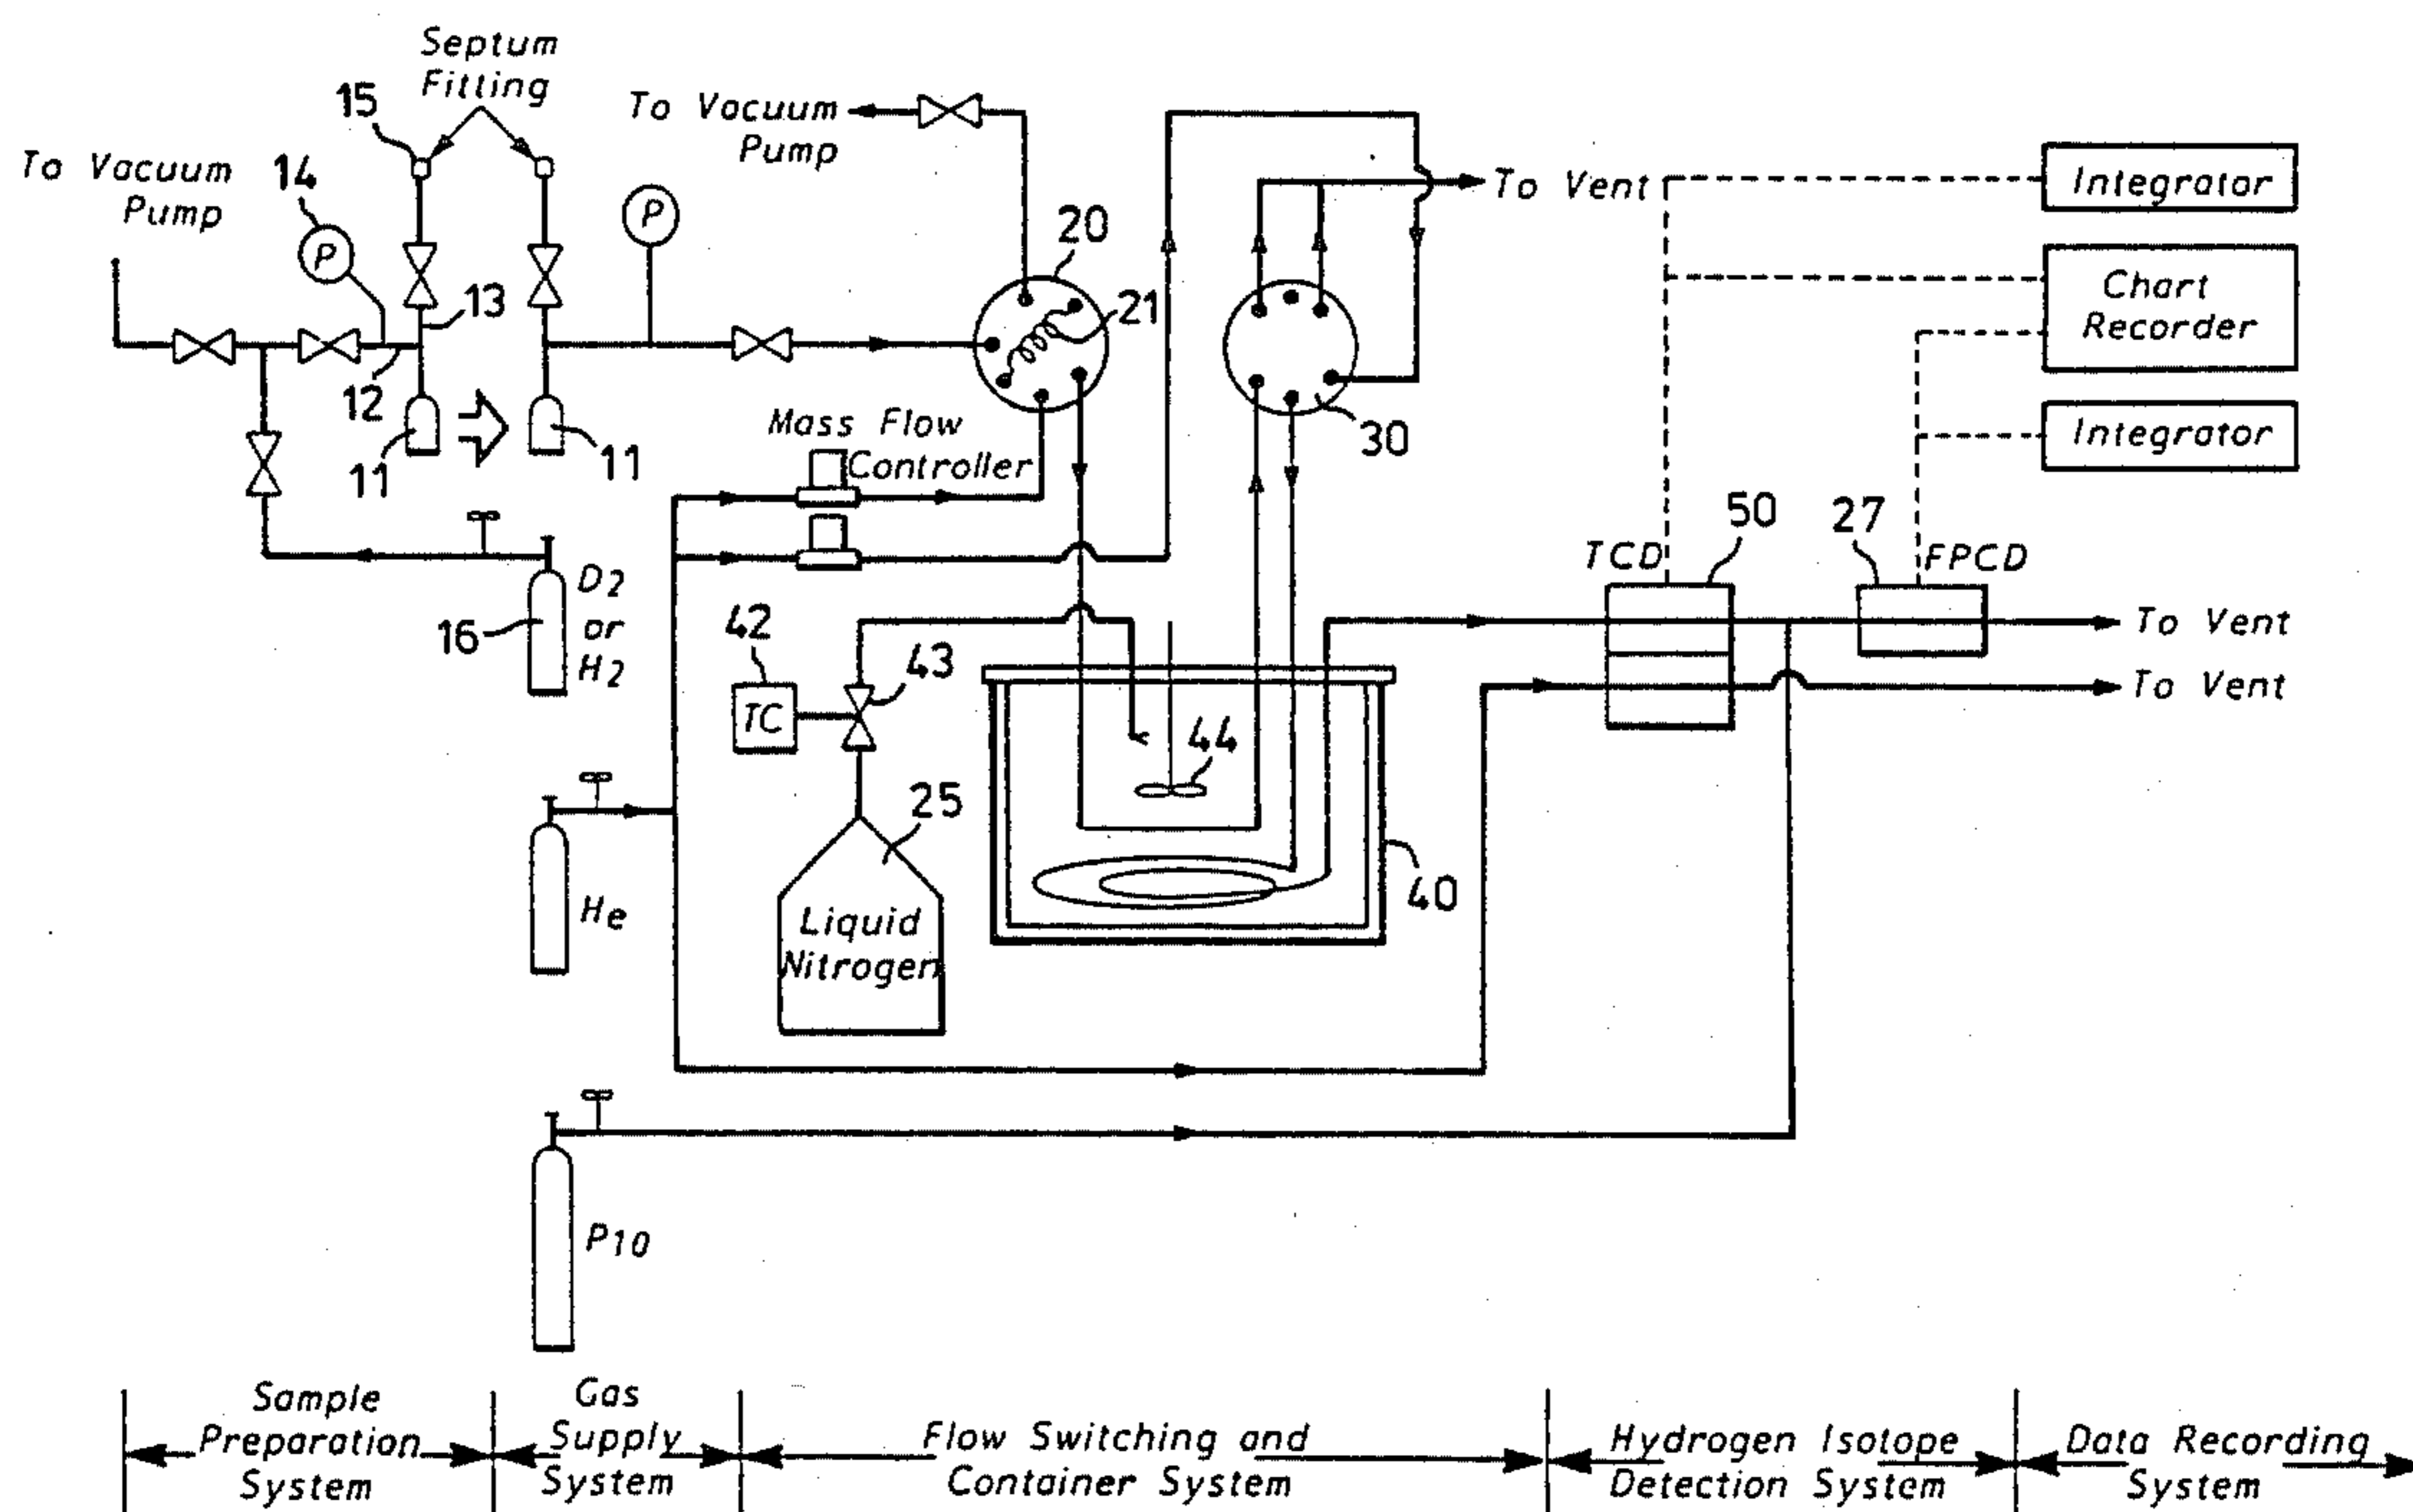 Septum
Fitting
15
To Vacuum
Pump
14
P
To Vacuum
Pump
P
13
12
11
11
20
21
To Vent
30
Integrator
Chart
Recorder
Integrator
Mass Flow
Controller
D2
or
H2
16
42
TC
43
44
25
Liquid
Nitrogen
40
He
P10
TCD
50
27
FPCD
To Vent
To Vent
Sample
Preparation
System
Gas
Supply
System
Flow Switching and
Container System
Hydrogen Isotope
Detection System
Data Recording
System